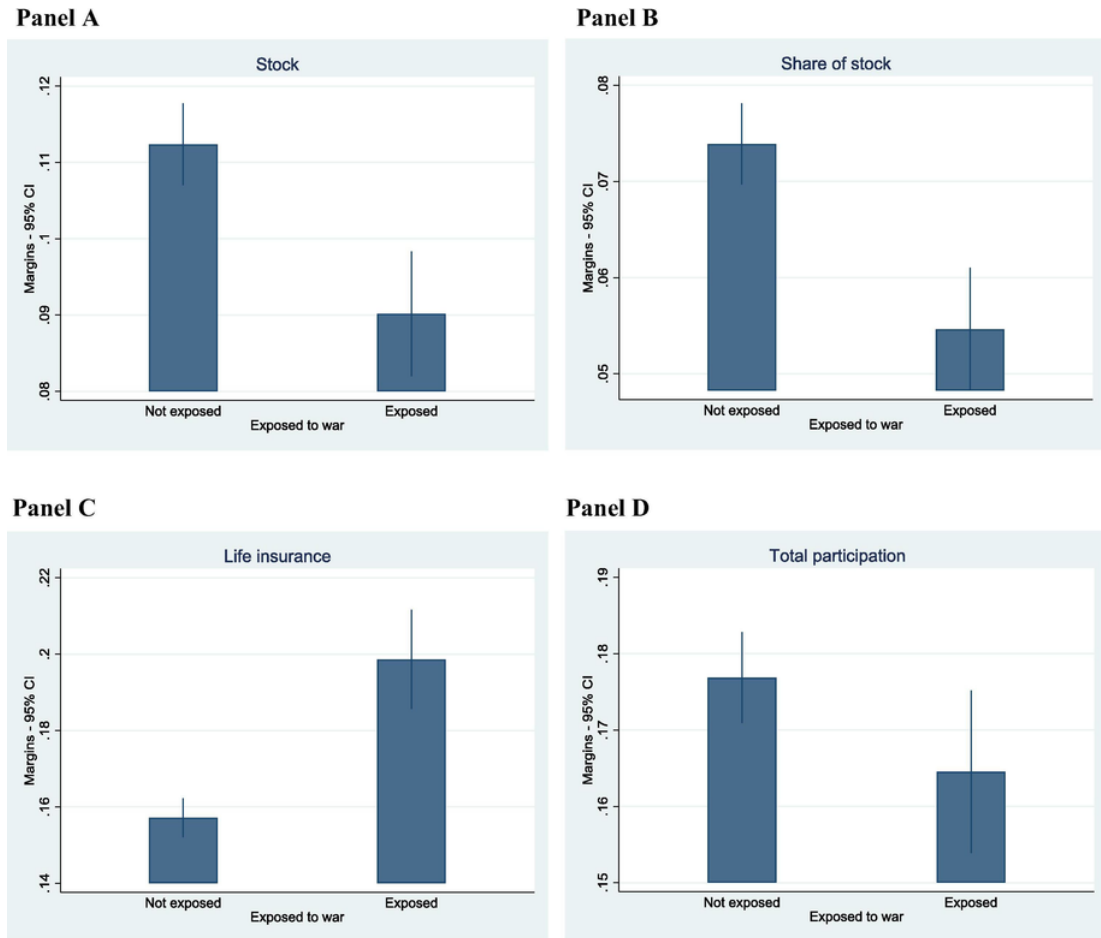 Panel A
Stock
.12
.11
.1
.09
.08
Margins - 95% CI
Not exposed
Exposed
Exposed to war
Panel B
Share of stock
.08
.07
.06
.05
Margins - 95% CI
Not exposed
Exposed
Exposed to war
Panel C
Life insurance
.22
.2
.18
.16
.14
Margins - 95% CI
Not exposed
Exposed
Exposed to war
Panel D
Total participation
.19
.18
.17
.16
.15
Margins - 95% CI
Not exposed
Exposed
Exposed to war